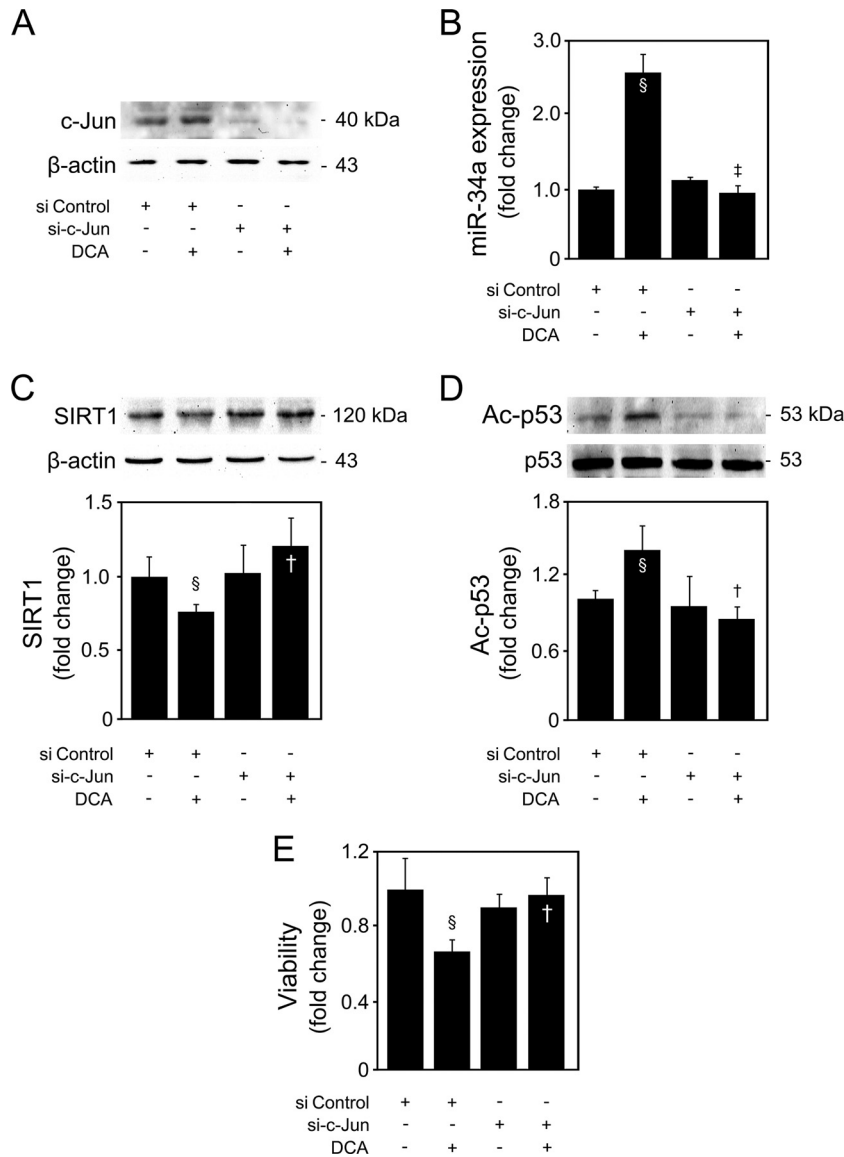 A
c-Jun - 40 kDa
β-actin - 43
si Control + + - -
si-c-Jun - - + +
DCA - + - +
B
miR-34a expression
(fold change)
3.0
2.0
1.0
0
§
‡
si Control + + - -
si-c-Jun - - + +
DCA - + - +
C
SIRT1 - 120 kDa
β-actin - 43
SIRT1
(fold change)
1.5
1.0
0.5
0
§
†
si Control + + - -
si-c-Jun - - + +
DCA - + - +
D
Ac-p53 - 53 kDa
p53 - 53
Ac-p53
(fold change)
1.8
1.2
0.6
0
§
†
si Control + + - -
si-c-Jun - - + +
DCA - + - +
E
Viability
(fold change)
1.2
0.8
0.4
0
§
†
si Control + + - -
si-c-Jun - - + +
DCA - + - +